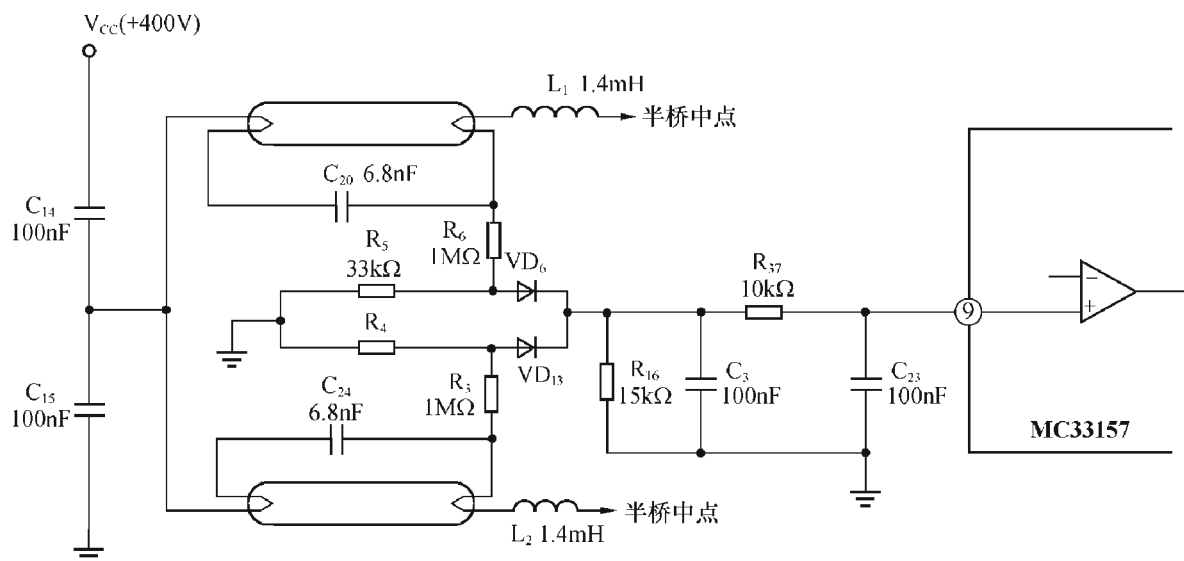 V_CC(+400V)
L₁ 1.4mH
半桥中点
C₂₀ 6.8nF
C₁₄
100nF
R₆
1MΩ
R₅
33kΩ
VD₆
R₃₇
10kΩ
−
+
9
R₄
VD₁₃
R₃
1MΩ
C₂₄
6.8nF
R₁₆
15kΩ
C₃
100nF
C₂₃
100nF
C₁₅
100nF
MC33157
半桥中点
L₂ 1.4mH